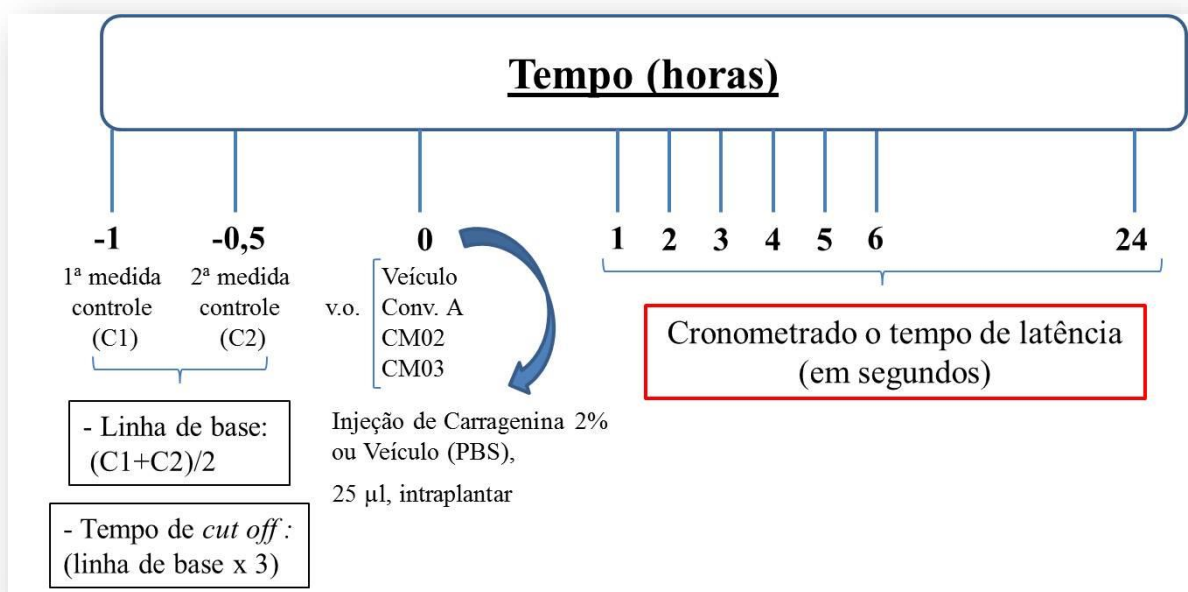 Tempo (horas)
-1
-0,5
0
1
2
3
4
5
6
24
1ª medida
controle
(C1)
2ª medida
controle
(C2)
v.o.
Veículo
Conv. A
CM02
CM03
Cronometrado o tempo de latência
(em segundos)
- Linha de base:
(C1+C2)/2
Injeção de Carragenina 2%
ou Veículo (PBS),
25 µl, intraplantar
- Tempo de cut off :
(linha de base x 3)